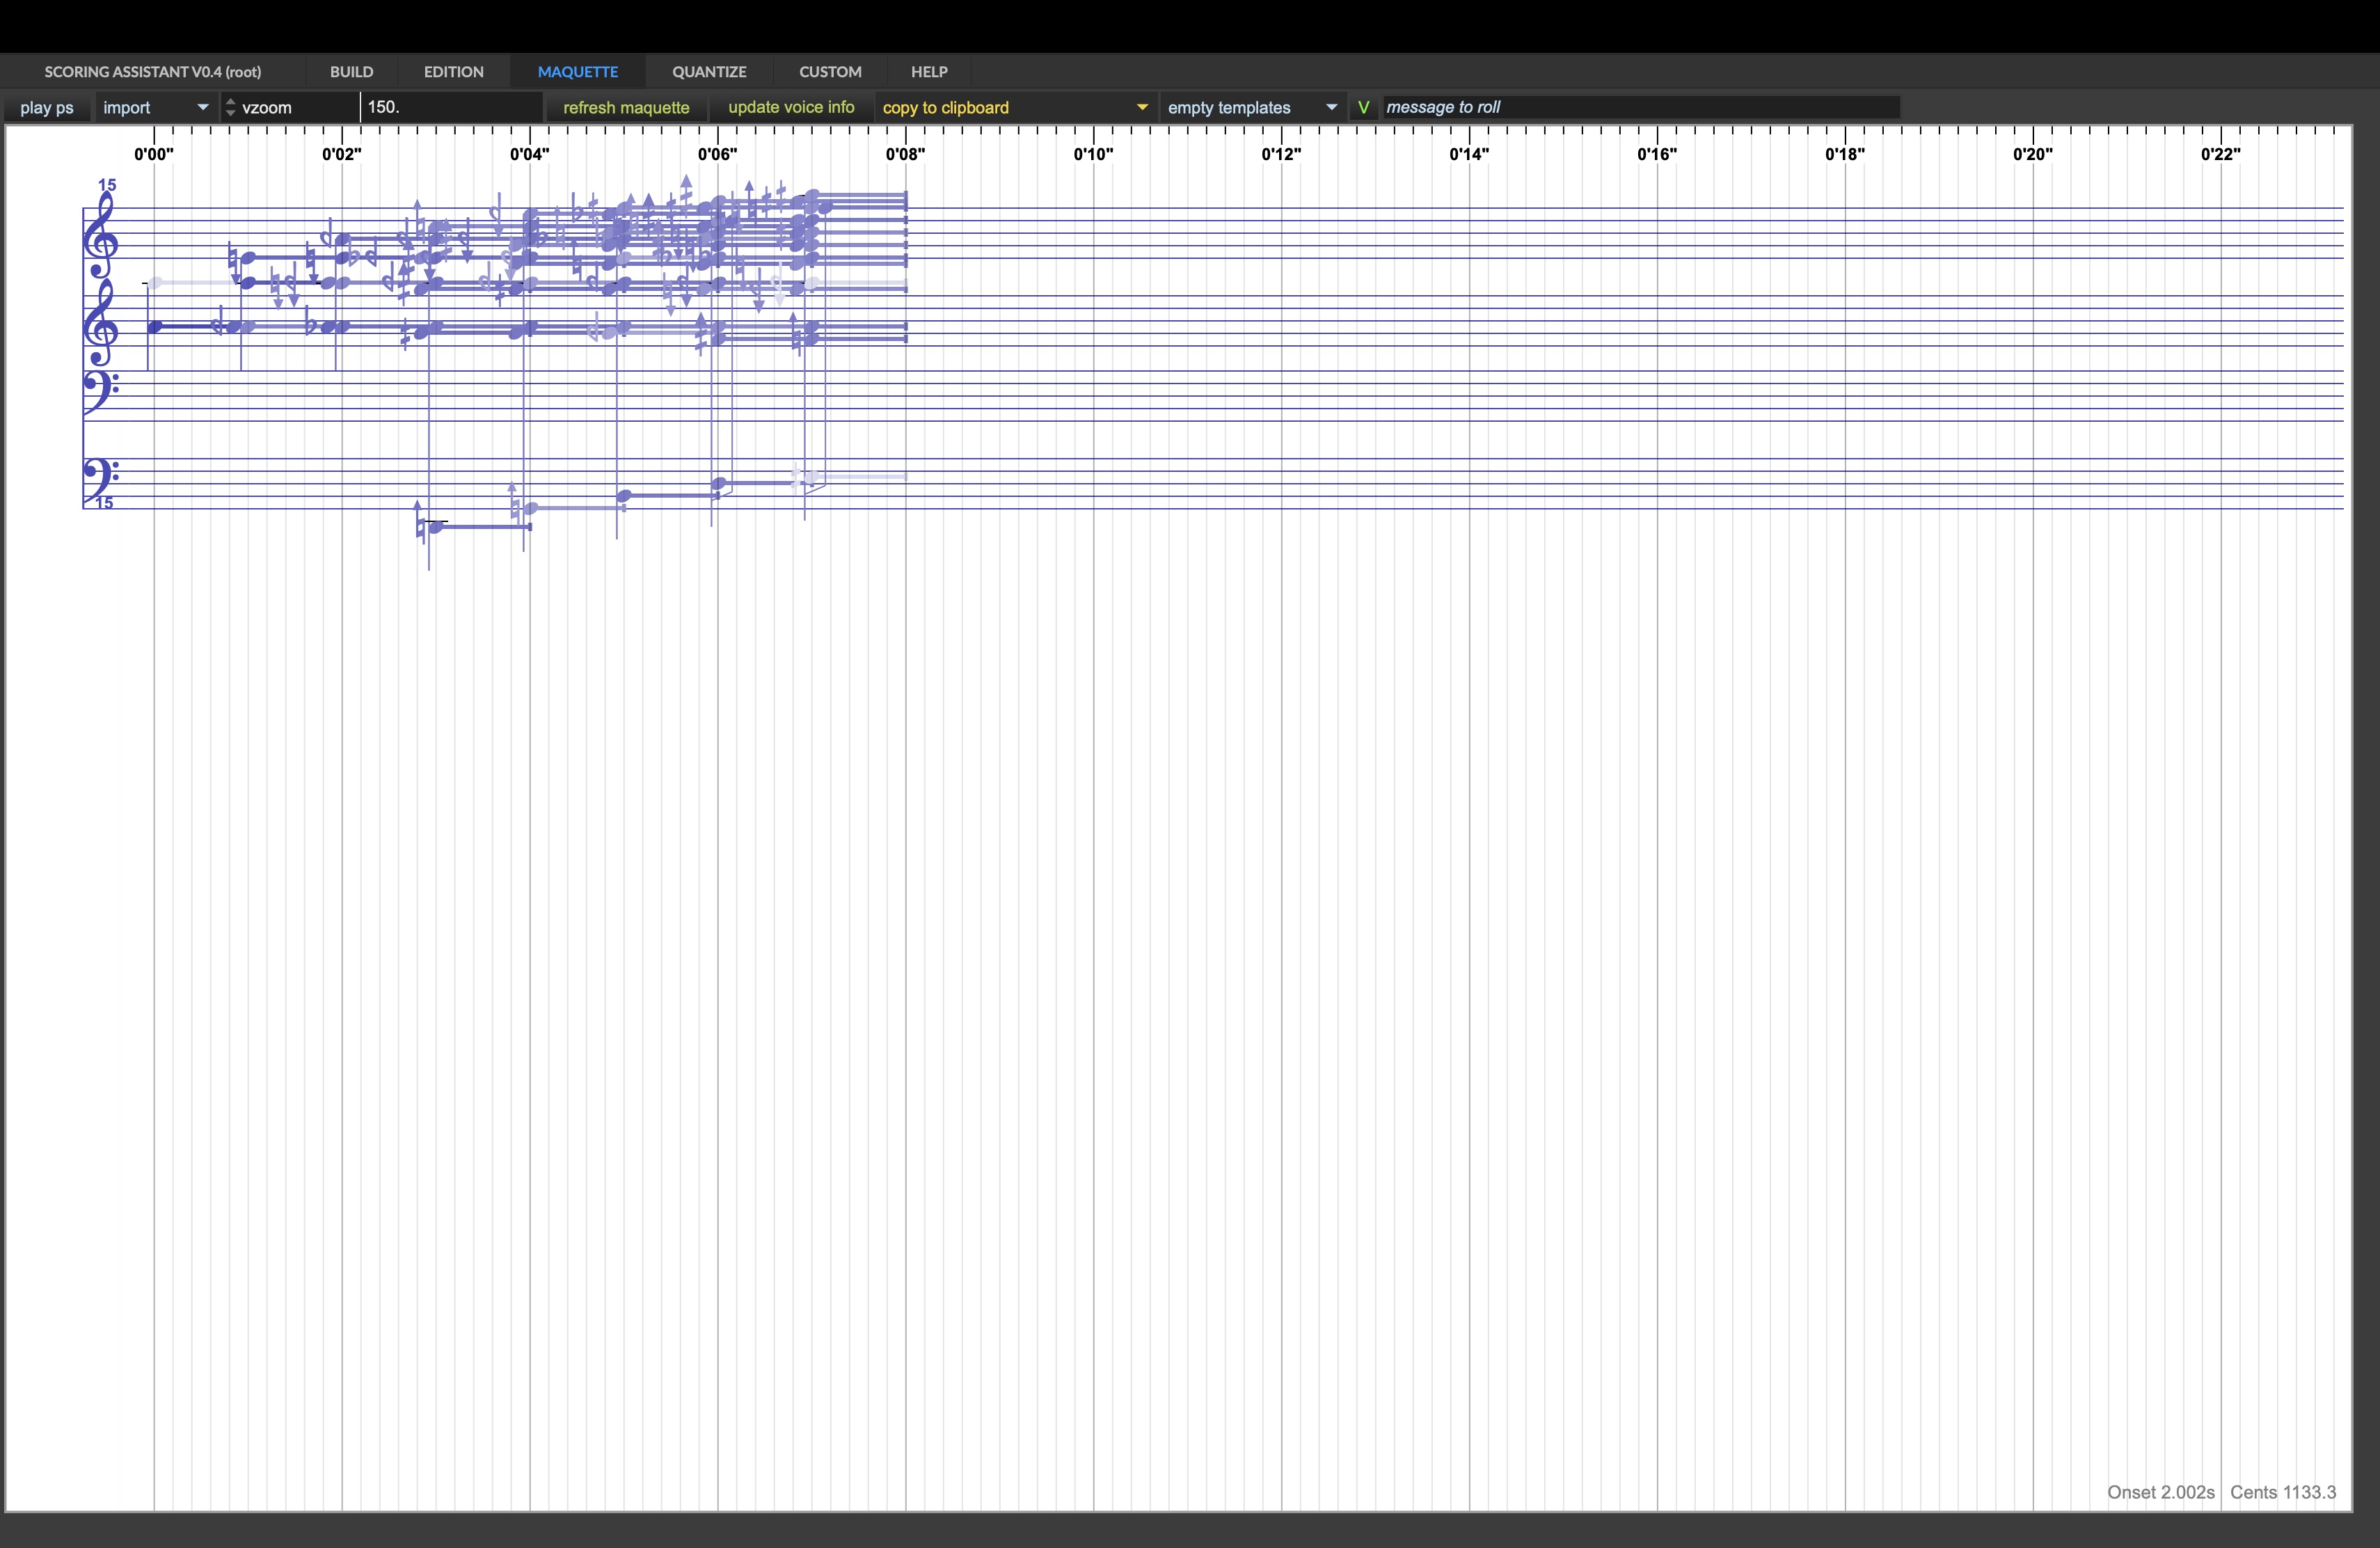 SCORING ASSISTANT V0.4 (root) BUILD EDITION MAQUETTE QUANTIZE CUSTOM HELP
play ps import vzoom 150. refresh maquette update voice info copy to clipboard empty templates V message to roll
0'00" 0'02" 0'04" 0'06" 0'08" 0'10" 0'12" 0'14" 0'16" 0'18" 0'20" 0'22"
15
15
Onset 2.002s Cents 1133.3